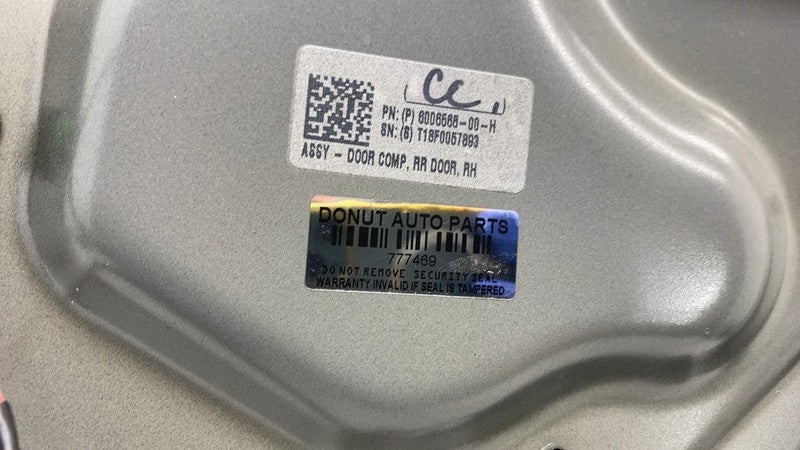 CC
PN: (P) 6006568-00-H
SN: (S) T18F0057893
ASSY - DOOR COMP, RR DOOR, RH
DONUT AUTO PARTS
777469
DO NOT REMOVE SECURITY SEAL
WARRANTY INVALID IF SEAL IS TAMPERED